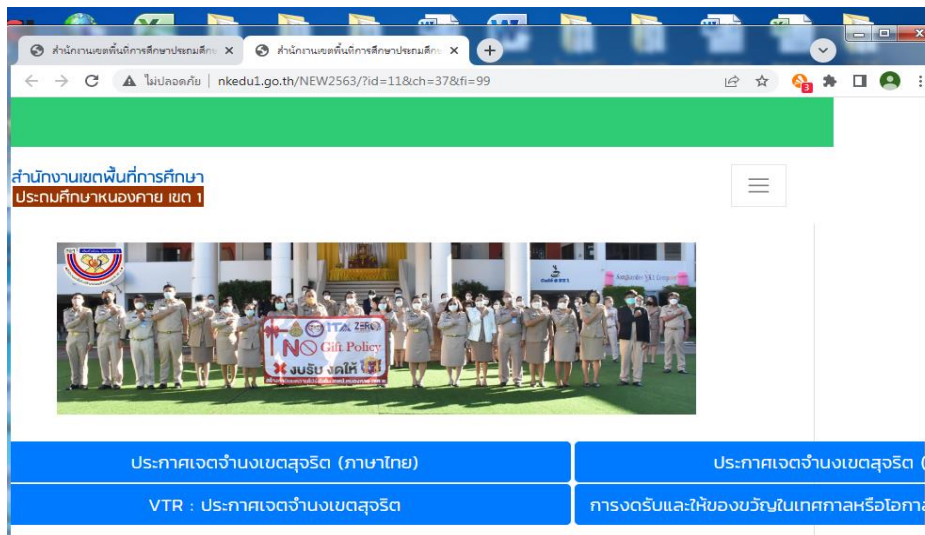 สำนักงานเขตพื้นที่การศึกษาประถมศึก
สำนักงานเขตพื้นที่การศึกษาประถมศึก
ไม่ปลอดภัย | nkedu1.go.th/NEW2563/?id=11&ch=37&fi=99
3
สำนักงานเขตพื้นที่การศึกษา
ประถมศึกษาหนองคาย เขต 1
ITA ZERO
NO Gift Policy
งบรับ งดให้
ประกาศเจตจำนงเขตสุจริต (ภาษาไทย)
ประกาศเจตจำนงเขตสุจริต (
VTR : ประกาศเจตจำนงเขตสุจริต
การงดรับและให้ของขวัญในเทศกาลหรือโอกาส